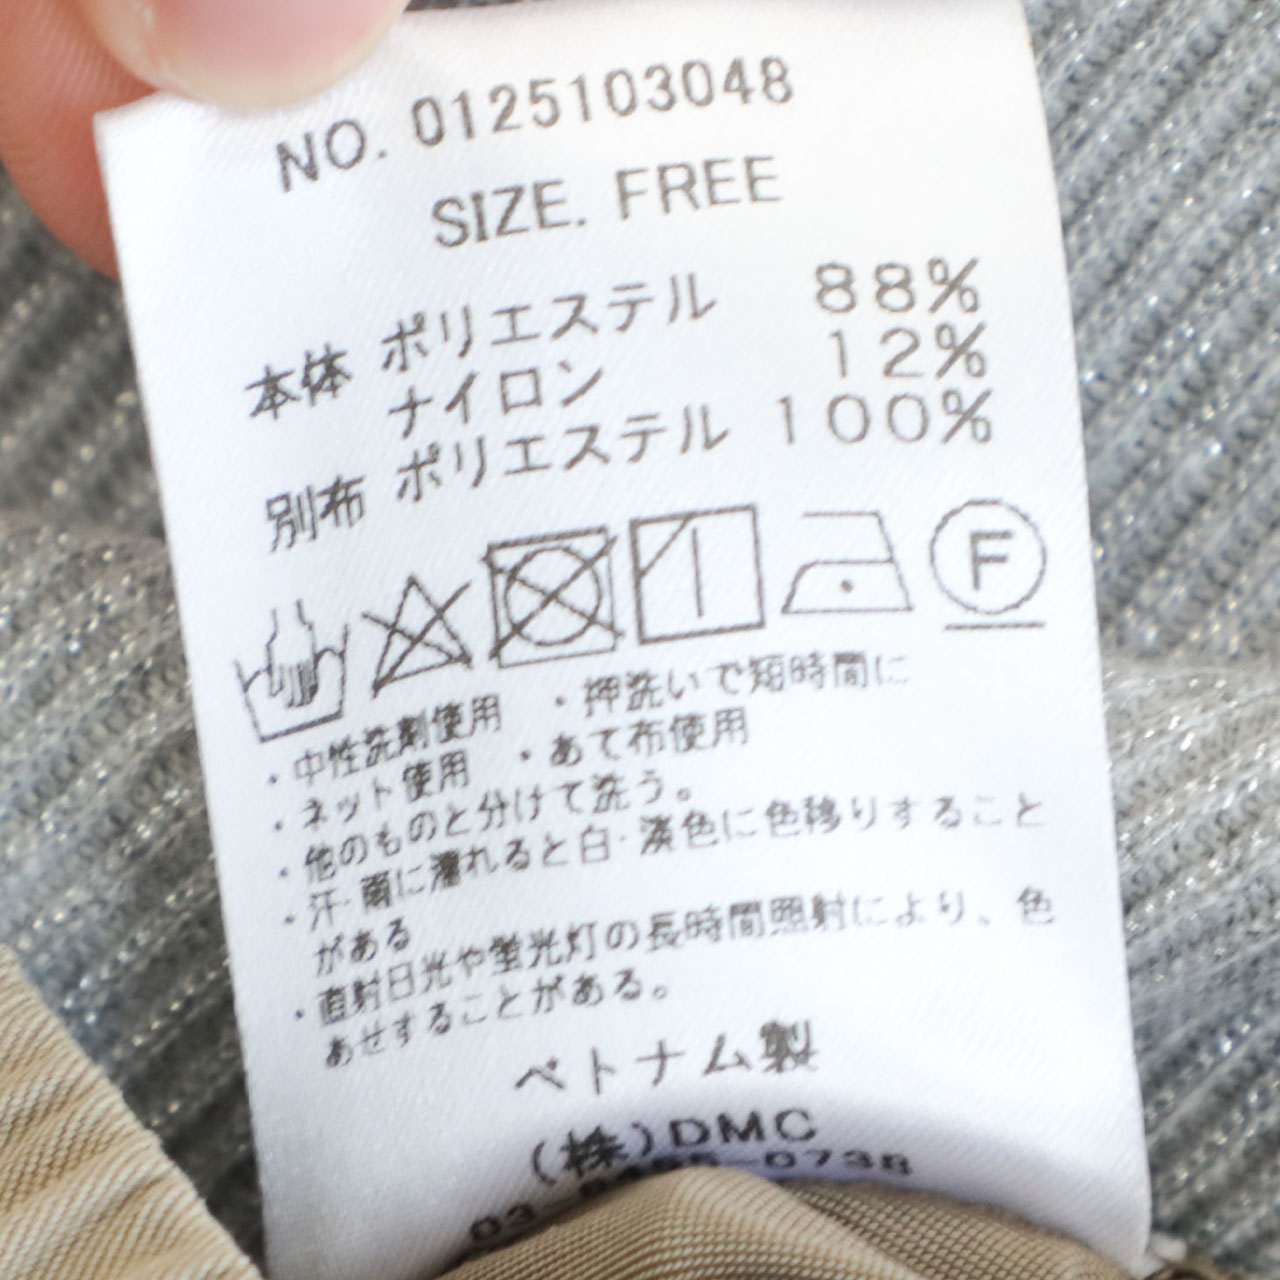 NO. 0125103048
SIZE. FREE
本体 ポリエステル 88%
ナイロン 12%
別布 ポリエステル 100%
F
・中性洗剤使用 ・押洗いで短時間に
・ネット使用 ・あて布使用
・他のものと分けて洗う。
・汗・雨に濡れると白・淡色に色移りすること
がある
・直射日光や蛍光灯の長時間照射により、色
あせすることがある。
ベトナム製
(株)DMC